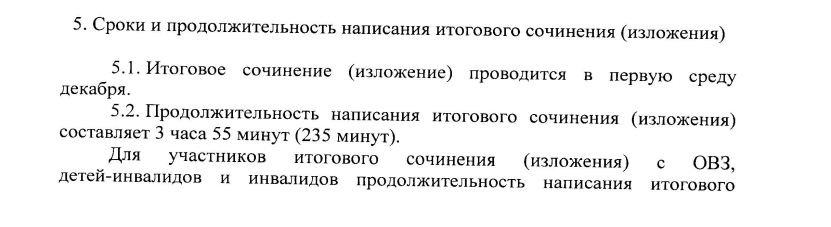 5. Сроки и продолжительность написания итогового сочинения (изложения)
5.1. Итоговое сочинение (изложение) проводится в первую среду
декабря.
5.2. Продолжительность написания итогового сочинения (изложения)
составляет 3 часа 55 минут (235 минут).
Для участников итогового сочинения (изложения) с ОВЗ,
детей-инвалидов и инвалидов продолжительность написания итогового